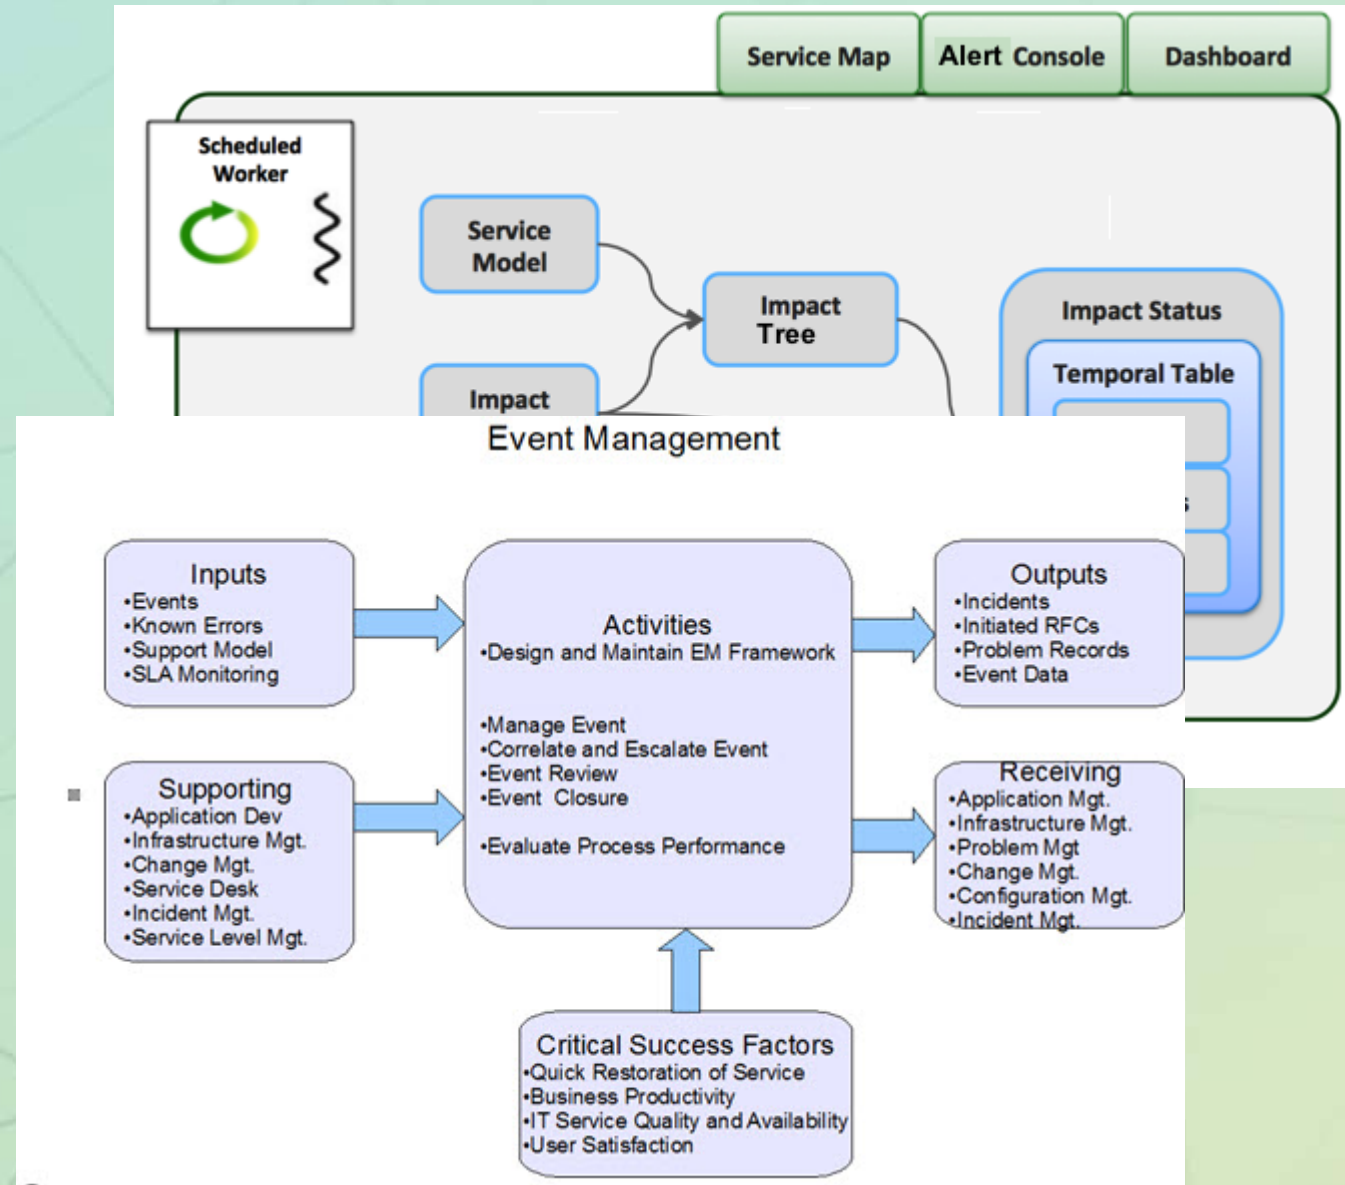 Service Map
Alert Console
Dashboard
Scheduled
Worker
Service
Model
Impact
Tree
Impact Status
Temporal Table
Impact
Event Management
Inputs
•Events
•Known Errors
•Support Model
•SLA Monitoring
Activities
•Design and Maintain EM Framework
•Manage Event
•Correlate and Escalate Event
•Event Review
•Event Closure
•Evaluate Process Performance
Outputs
•Incidents
•Initiated RFCs
•Problem Records
•Event Data
Supporting
•Application Dev
•Infrastructure Mgt.
•Change Mgt.
•Service Desk
•Incident Mgt.
•Service Level Mgt.
Receiving
•Application Mgt.
•Infrastructure Mgt.
•Problem Mgt
•Change Mgt.
•Configuration Mgt.
•Incident Mgt.
Critical Success Factors
•Quick Restoration of Service
•Business Productivity
•IT Service Quality and Availability
•User Satisfaction